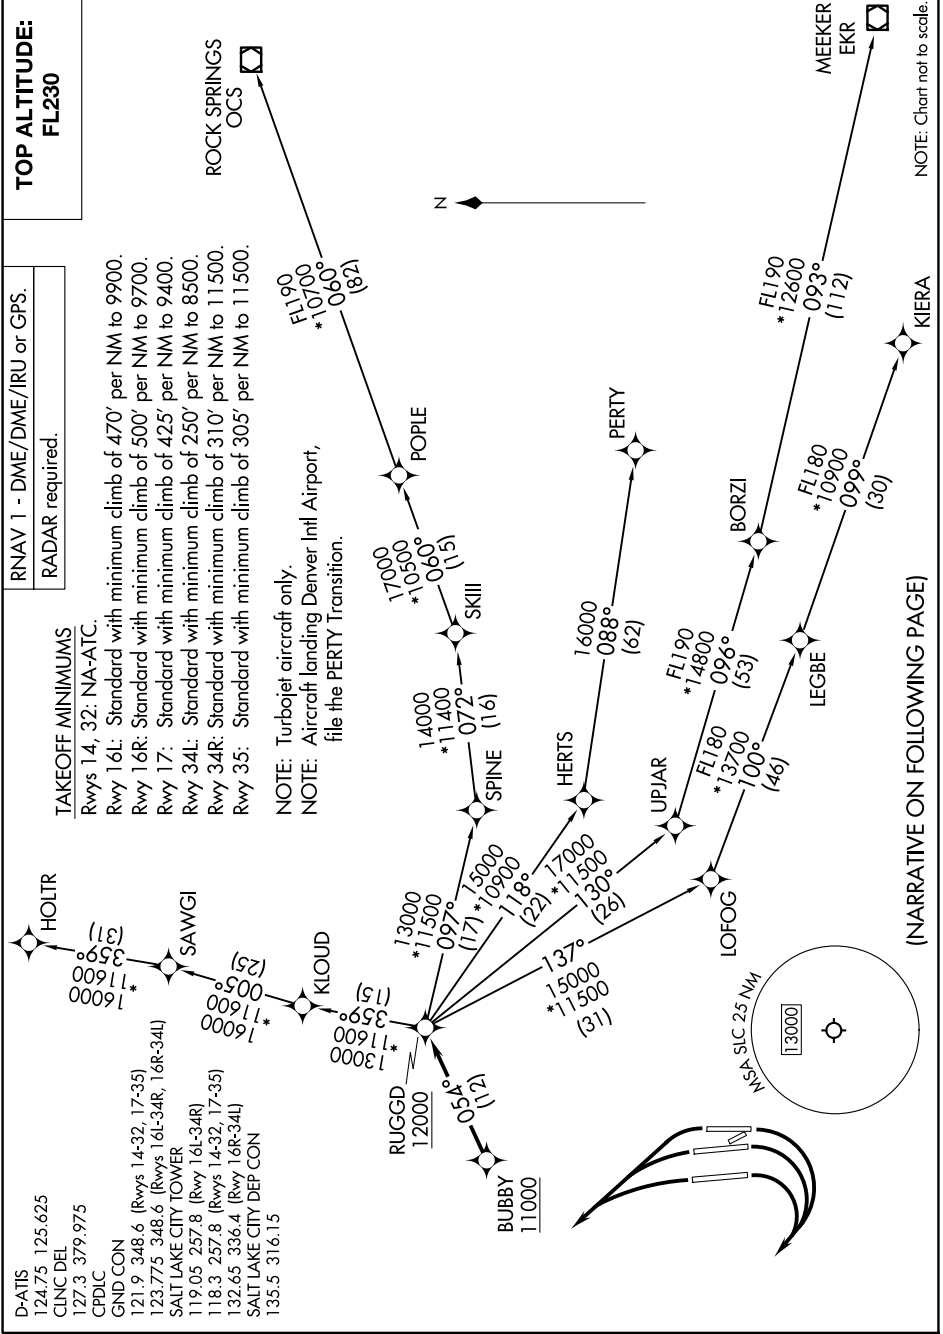 RNAV 1 - DME/DME/IRU or GPS.
RADAR required.
TOP ALTITUDE:
FL230
D-ATIS
124.75 125.625
CLNC DEL
127.3 379.975
CPDLC
GND CON
121.9 348.6 (Rwys 14-32, 17-35)
123.775 348.6 (Rwys 16L-34R, 16R-34L)
SALT LAKE CITY TOWER
119.05 257.8 (Rwy 16L-34R)
118.3 257.8 (Rwys 14-32, 17-35)
132.65 336.4 (Rwy 16R-34L)
SALT LAKE CITY DEP CON
135.5 316.15
TAKEOFF MINIMUMS
Rwys 14, 32: NA-ATC.
Rwy 16L: Standard with minimum climb of 470' per NM to 9900.
Rwy 16R: Standard with minimum climb of 500' per NM to 9700.
Rwy 17: Standard with minimum climb of 425' per NM to 9400.
Rwy 34L: Standard with minimum climb of 250' per NM to 8500.
Rwy 34R: Standard with minimum climb of 310' per NM to 11500.
Rwy 35: Standard with minimum climb of 305' per NM to 11500.
NOTE: Turbojet aircraft only.
NOTE: Aircraft landing Denver Intl Airport,
file the PERTY Transition.
HOLTR
16000
*11600
359°
(31)
SAWGI
16000
*11600
005°
(25)
KLOUD
13000
*11600
359°
(15)
RUGGD
12000
054°
(12)
BUBBY
11000
13000
*11500
097°
(17)
SPINE
14000
*11400
072°
(16)
SKIII
17000
*10500
060°
(15)
POPLE
FL190
*10700
060°
(82)
ROCK SPRINGS
OCS
N
15000
*10900
118°
(22)
HERTS
16000
088°
(62)
PERTY
17000
*11500
130°
(26)
UPJAR
FL190
*14800
096°
(53)
BORZI
FL190
*12600
093°
(112)
MEEKER
EKR
137°
15000
*11500
(31)
LOFOG
FL180
*13700
100°
(46)
LEGBE
FL180
*10900
099°
(30)
KIERA
MSA SLC 25 NM
13000
(NARRATIVE ON FOLLOWING PAGE)
NOTE: Chart not to scale.